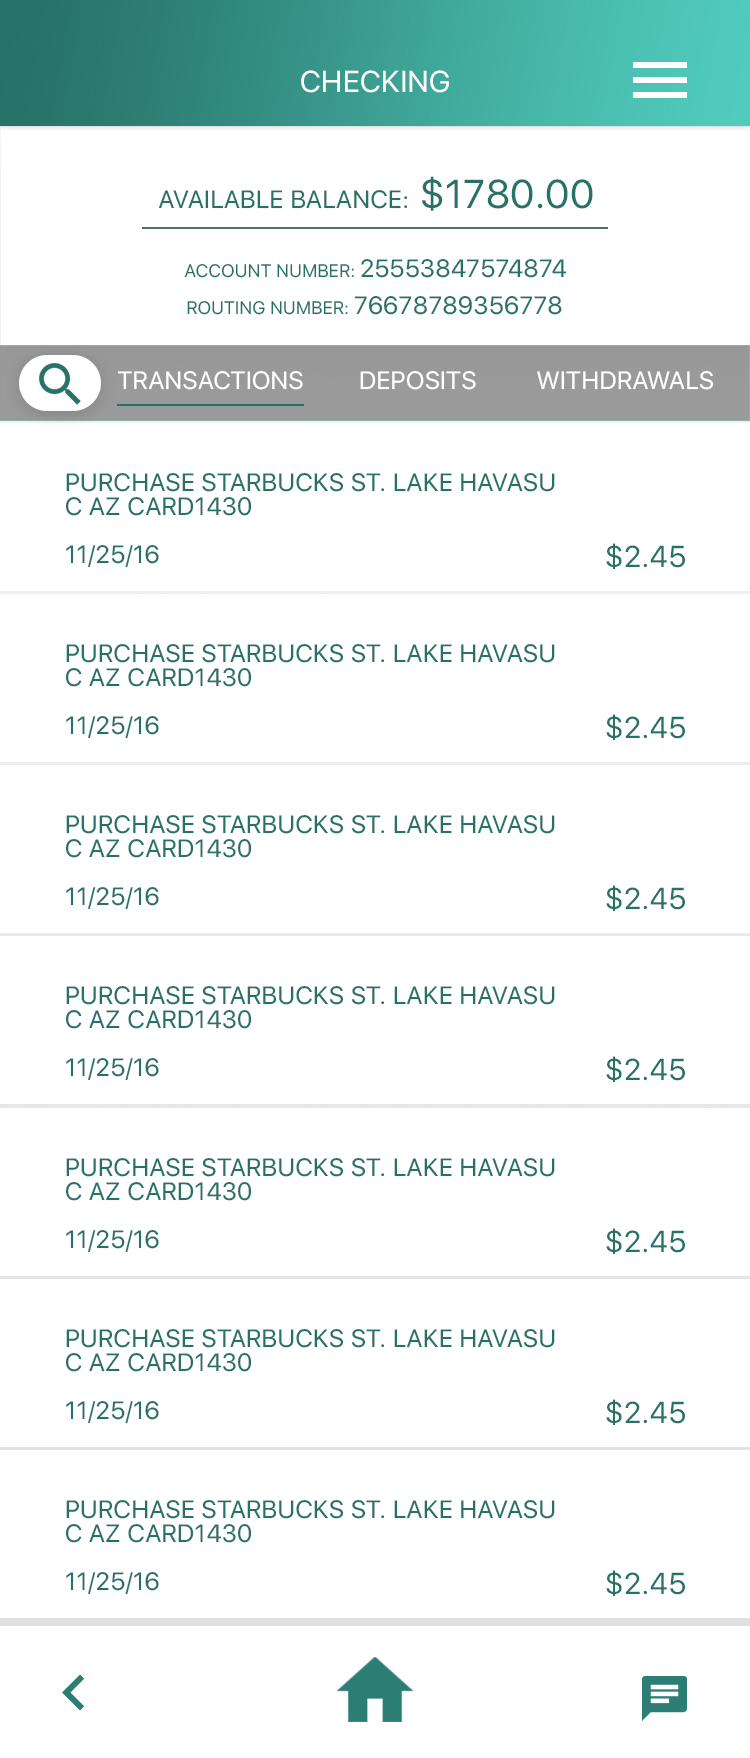 CHECKING
AVAILABLE BALANCE: $1780.00
ACCOUNT NUMBER: 25553847574874
ROUTING NUMBER: 76678789356778
TRANSACTIONS DEPOSITS WITHDRAWALS
PURCHASE STARBUCKS ST. LAKE HAVASU
C AZ CARD1430
11/25/16 $2.45
PURCHASE STARBUCKS ST. LAKE HAVASU
C AZ CARD1430
11/25/16 $2.45
PURCHASE STARBUCKS ST. LAKE HAVASU
C AZ CARD1430
11/25/16 $2.45
PURCHASE STARBUCKS ST. LAKE HAVASU
C AZ CARD1430
11/25/16 $2.45
PURCHASE STARBUCKS ST. LAKE HAVASU
C AZ CARD1430
11/25/16 $2.45
PURCHASE STARBUCKS ST. LAKE HAVASU
C AZ CARD1430
11/25/16 $2.45
PURCHASE STARBUCKS ST. LAKE HAVASU
C AZ CARD1430
11/25/16 $2.45